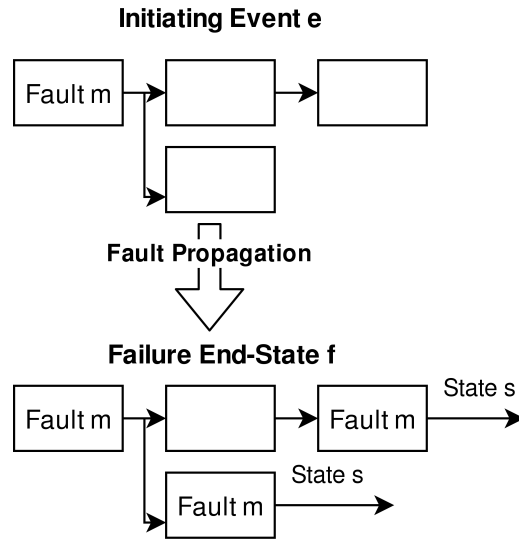 Initiating Event e
Fault m
Fault Propagation
Failure End-State f
State s
Fault m
Fault m
State s
Fault m